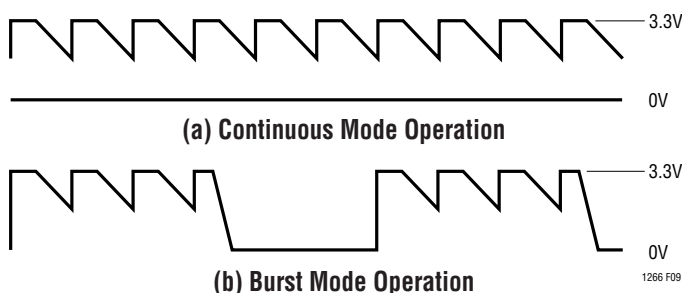 3.3V
0V
(a) Continuous Mode Operation
3.3V
0V
(b) Burst Mode Operation
1266 F09